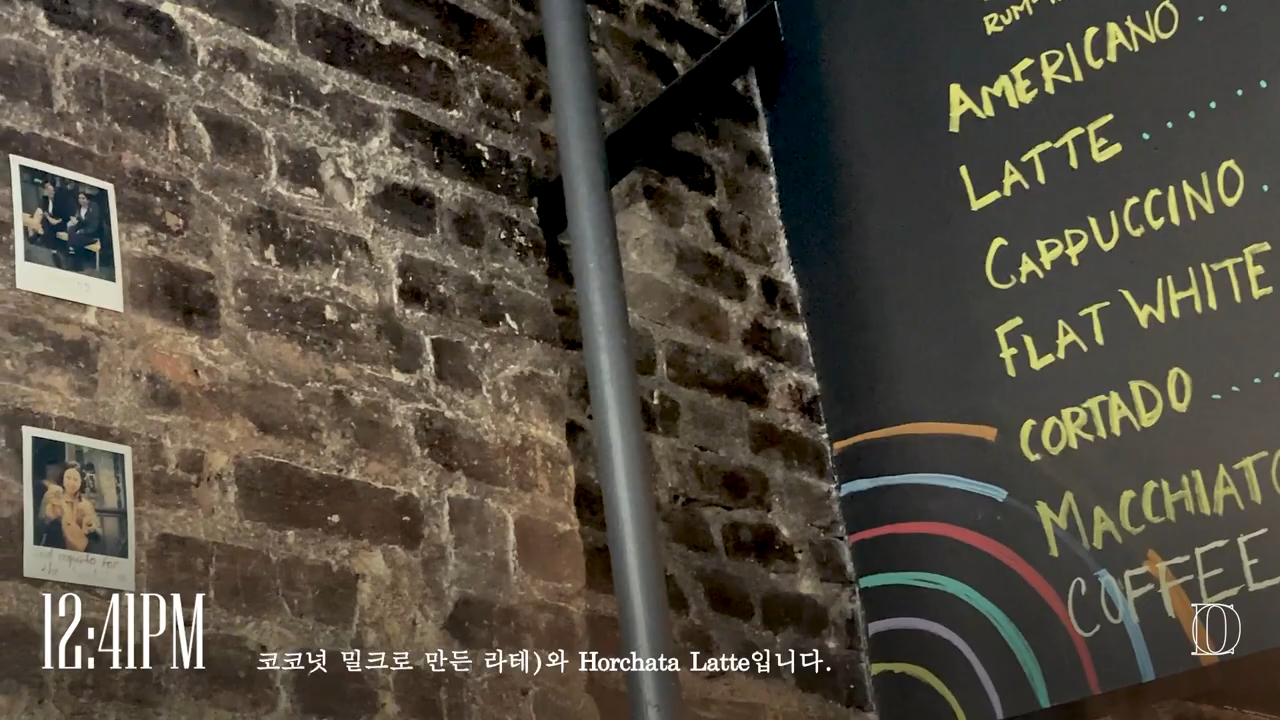 AMERICANO
LATTE
CAPPUCCINO
FLAT WHITE
CORTADO
MACCHIATO
COFFEE
12:41PM
코코넛 밀크로 만든 라테)와 Horchata Latte입니다.